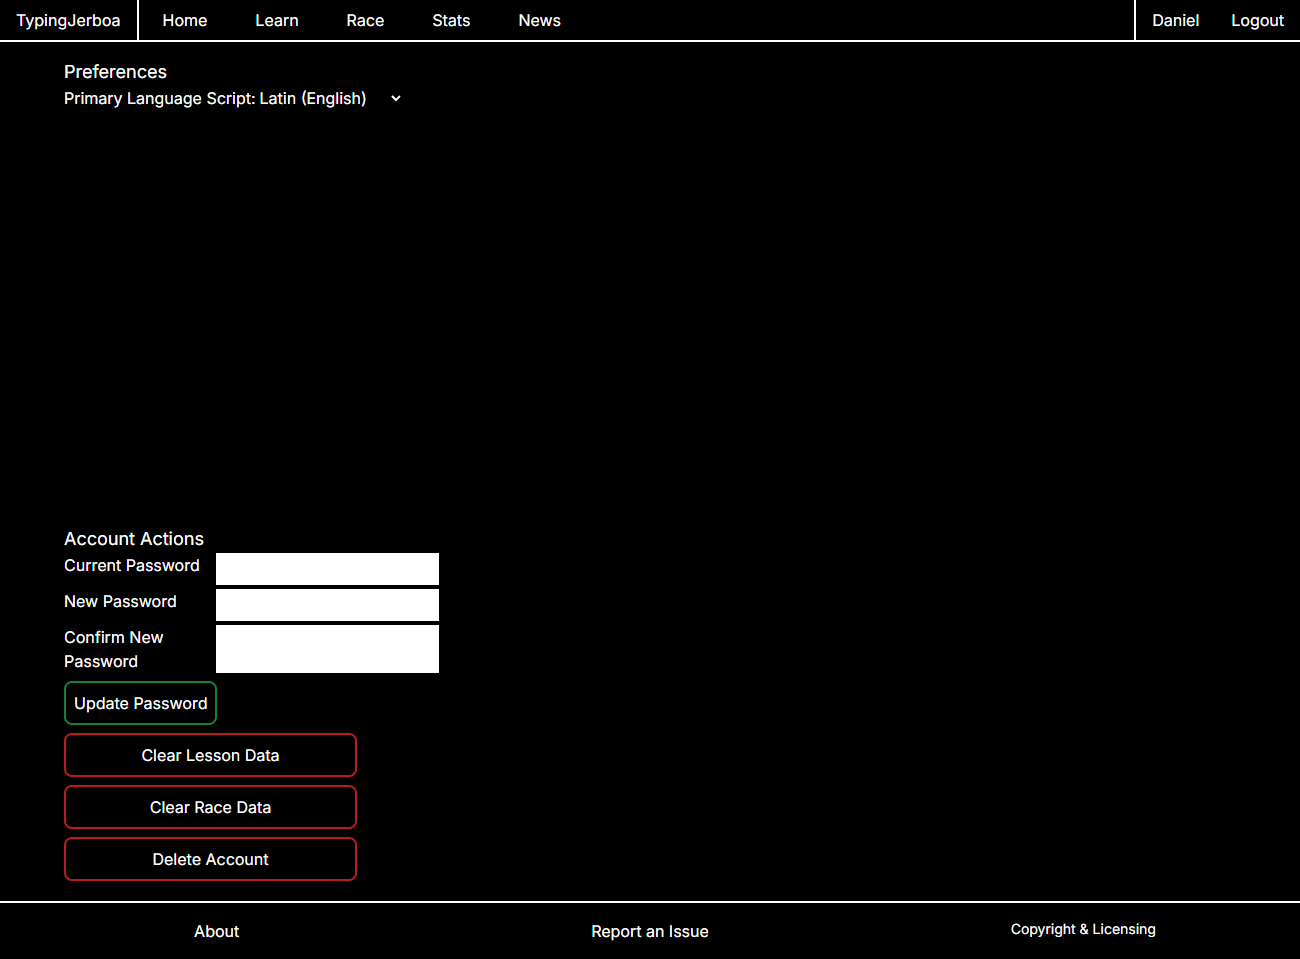 TypingJerboa Home Learn Race Stats News Daniel Logout
Preferences
Primary Language Script: Latin (English)
Account Actions
Current Password
New Password
Confirm New
Password
Update Password
Clear Lesson Data
Clear Race Data
Delete Account
About Report an Issue Copyright & Licensing